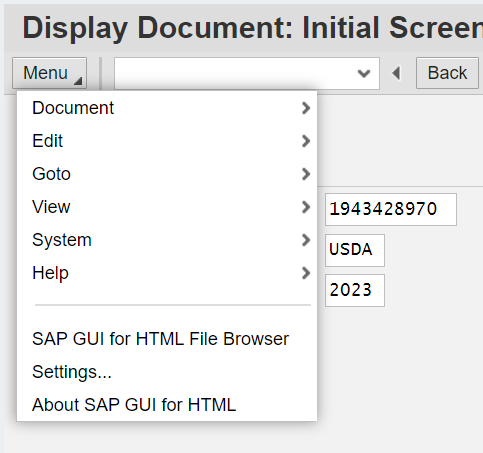 Display Document: Initial Screen
Menu Back
Document
Edit
Goto
View 1943428970
System USDA
Help 2023
SAP GUI for HTML File Browser
Settings...
About SAP GUI for HTML